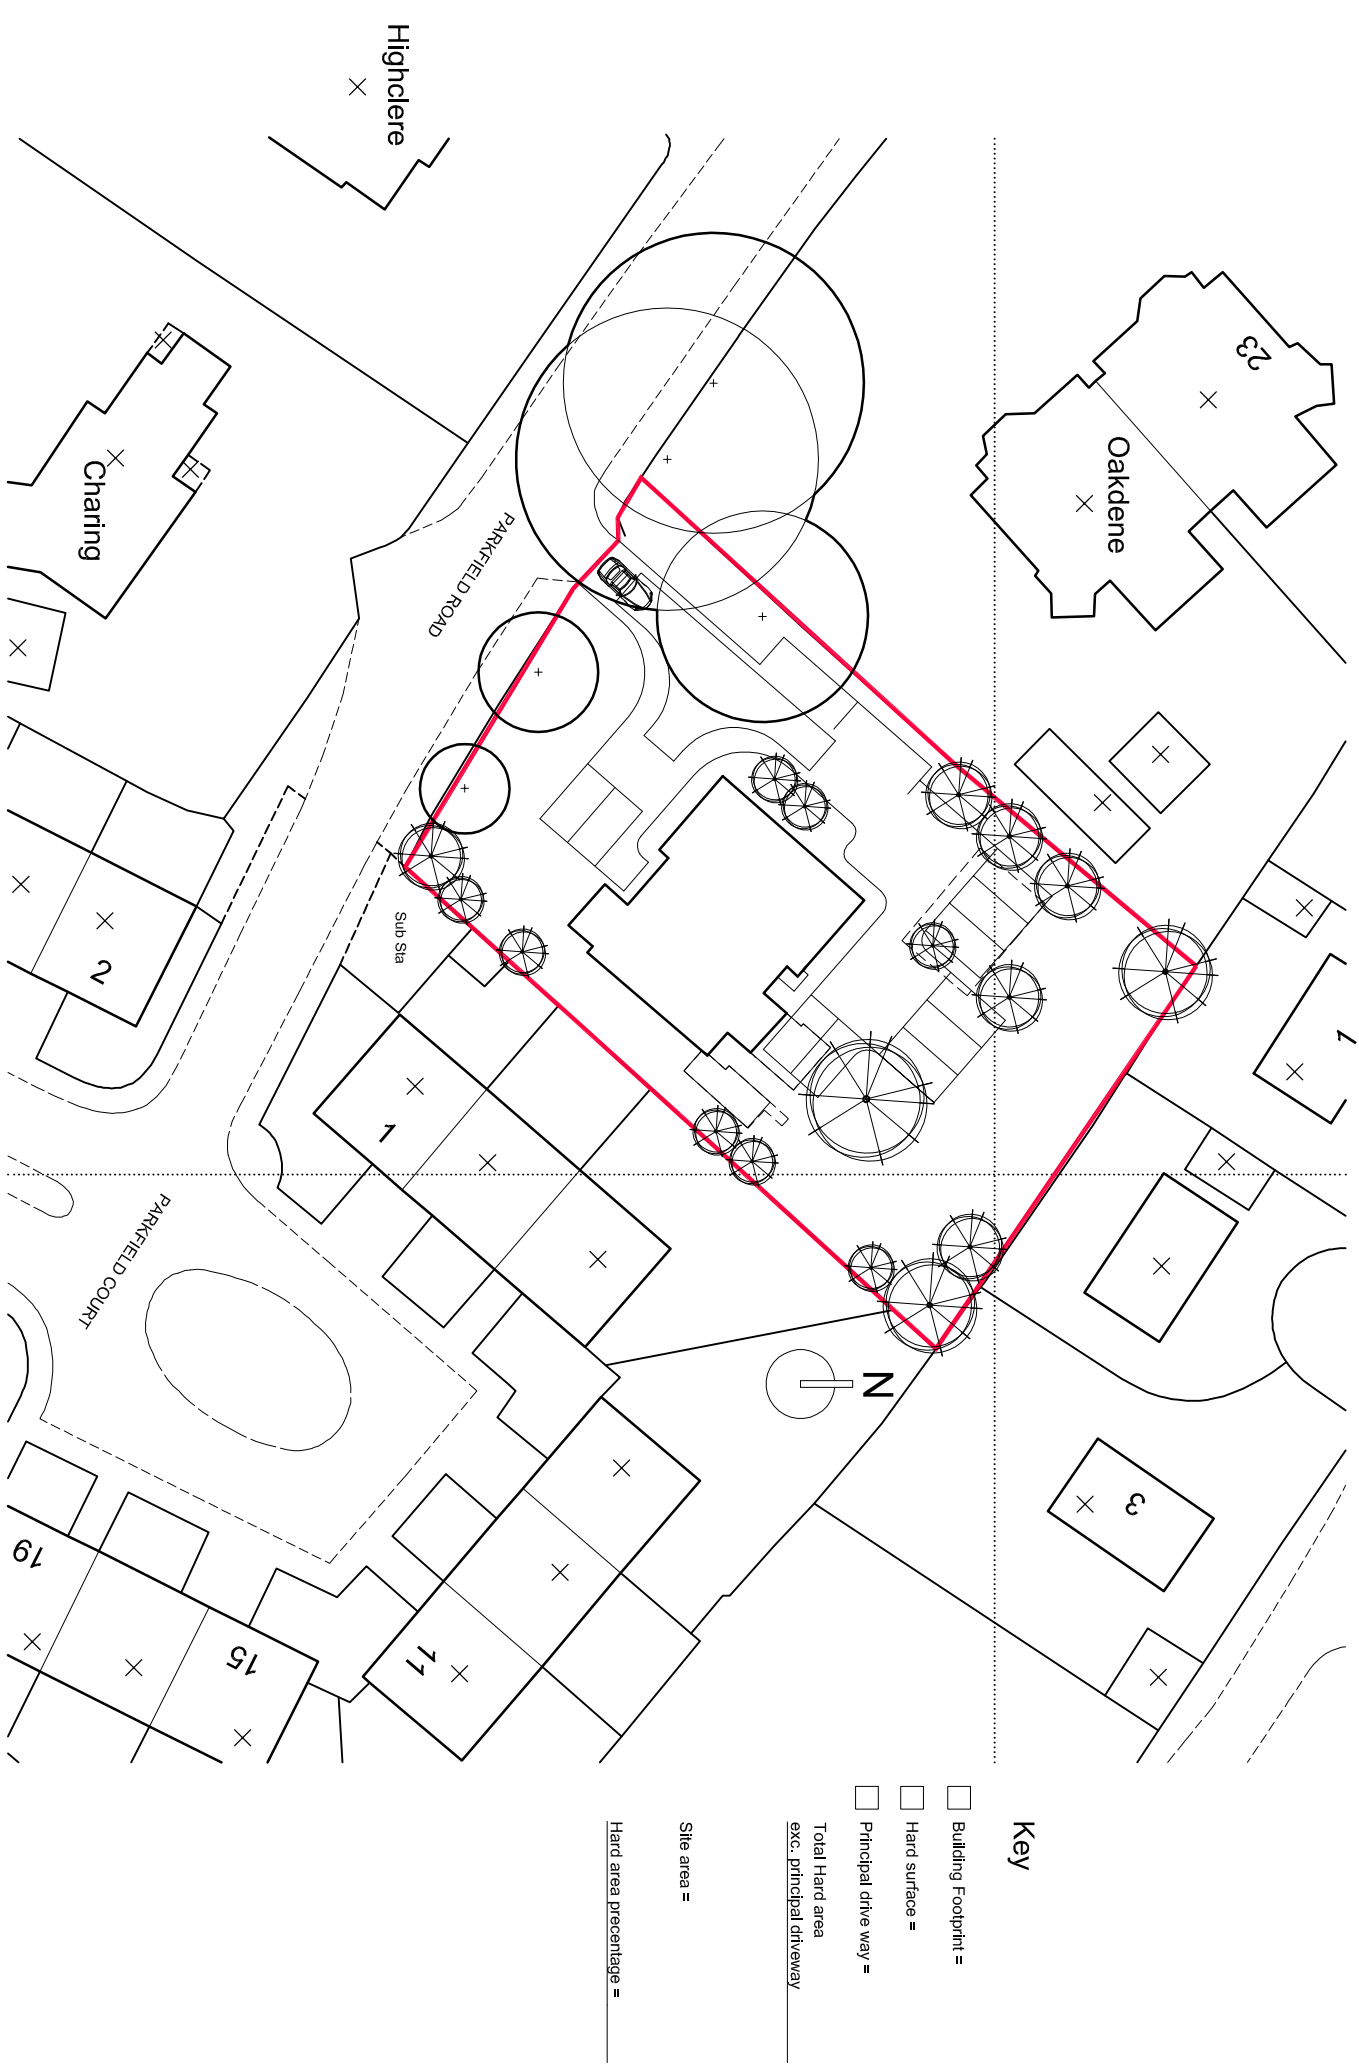 Highclere
23
Oakdene
Charing
PARKFIELD ROAD
Sub Sta
2
1
1
PARKFIELD COURT
N
3
19
15
11
Key
Building Footprint =
Hard surface =
Principal drive way =
Total Hard area
exc. principal driveway
Site area =
Hard area precentage =